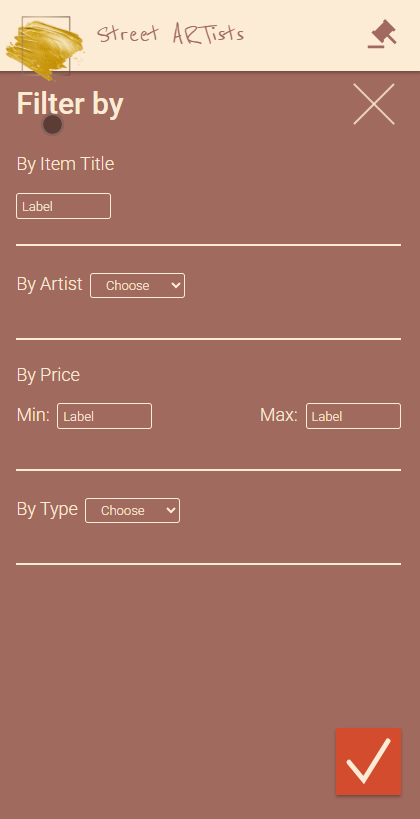 Street ARTists
Filter by
By Item Title
Label
By Artist Choose
By Price
Min: Label Max: Label
By Type Choose